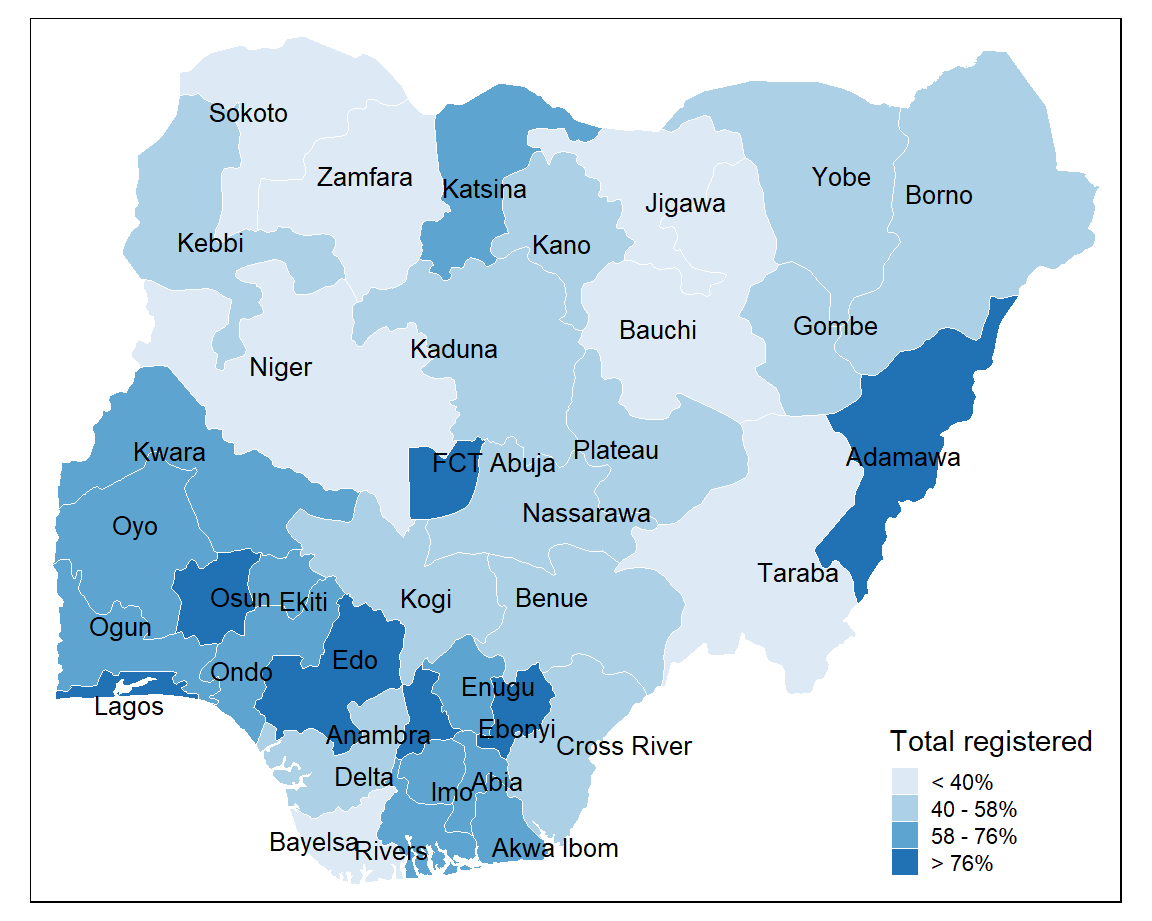 Sokoto
Zamfara
Katsina
Yobe
Borno
Jigawa
Kebbi
Kano
Gombe
Bauchi
Kaduna
Niger
Kwara
FCT Abuja
Plateau
Adamawa
Nassarawa
Oyo
Taraba
Osun
Ekiti
Kogi
Benue
Ogun
Edo
Ondo
Enugu
Lagos
Ebonyi
Anambra
Cross River
Delta
Abia
Imo
Bayelsa
Rivers
Akwa Ibom
Total registered
< 40%
40 - 58%
58 - 76%
> 76%